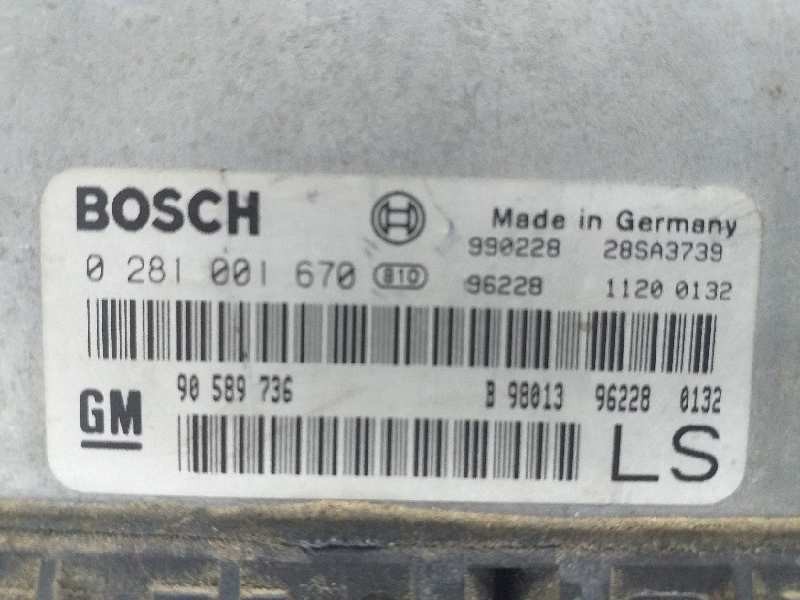 BOSCH
Made in Germany
990228 28SA3739
0 281 001 670 810
96228 1120 0132
GM
90 589 736 B 98013 96228 0132
LS